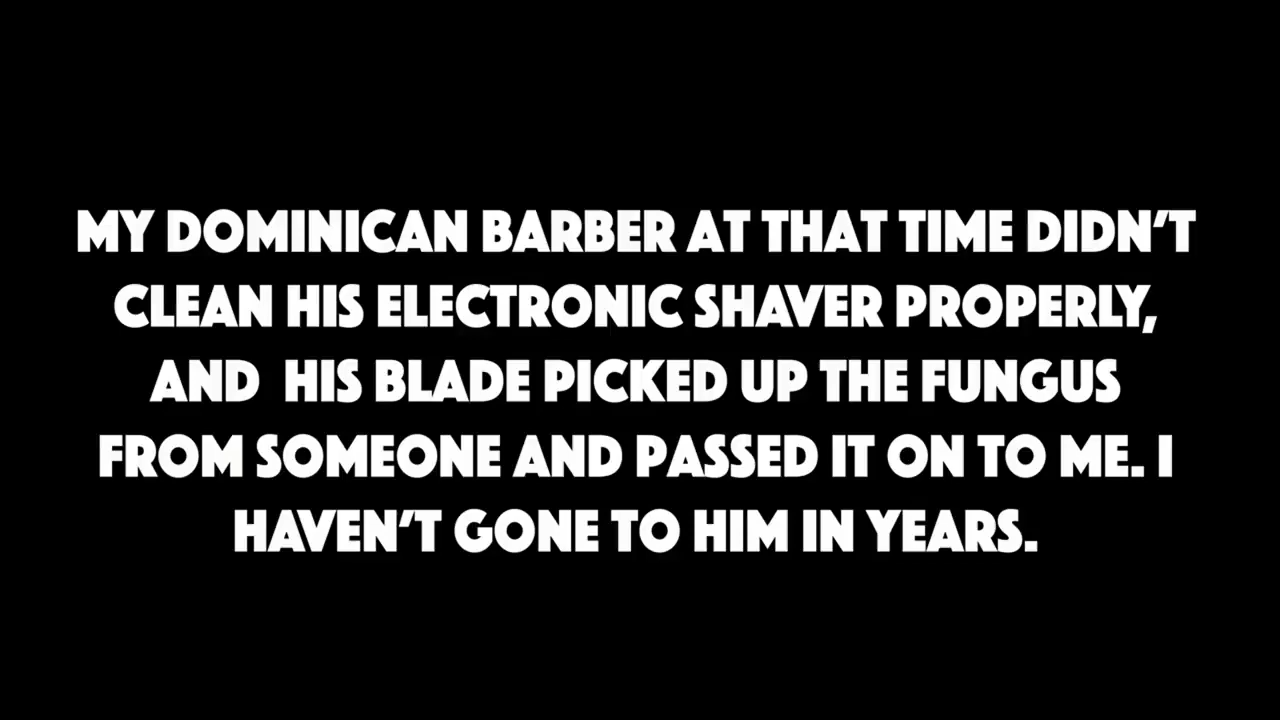 MY DOMINICAN BARBER AT THAT TIME DIDN'T
CLEAN HIS ELECTRONIC SHAVER PROPERLY,
AND  HIS BLADE PICKED UP THE FUNGUS
FROM SOMEONE AND PASSED IT ON TO ME. I
HAVEN'T GONE TO HIM IN YEARS.